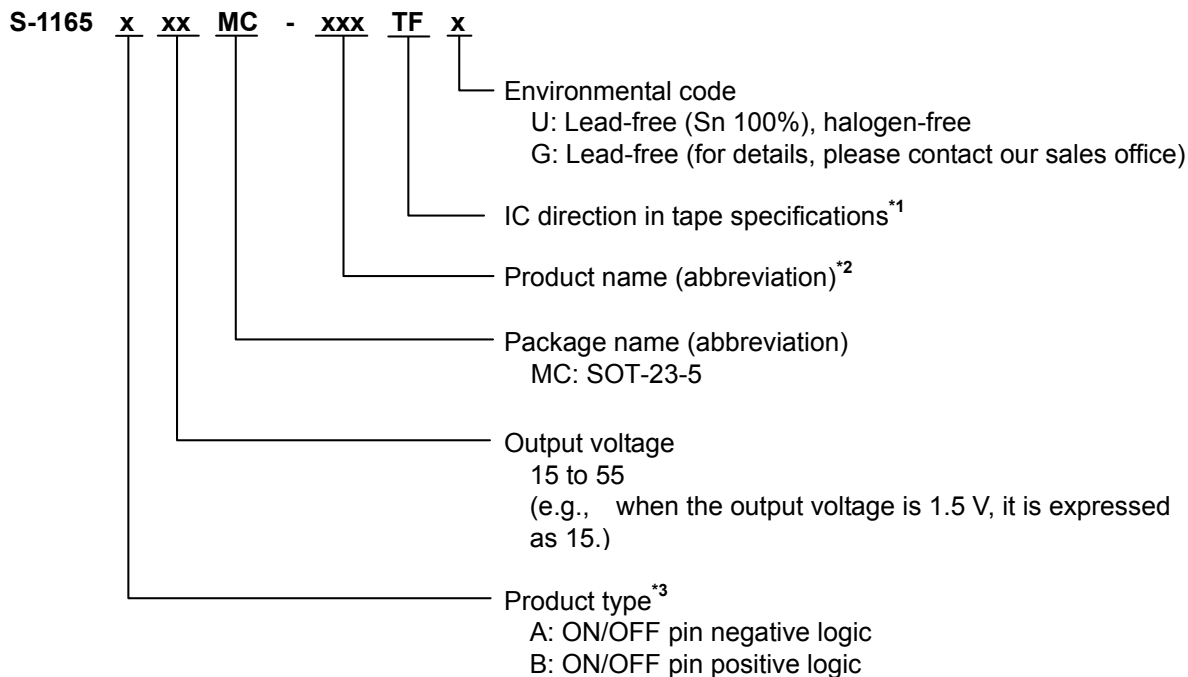 S-1165 x xx MC - xxx TF x
Environmental code
U: Lead-free (Sn 100%), halogen-free
G: Lead-free (for details, please contact our sales office)
IC direction in tape specifications*1
Product name (abbreviation)*2
Package name (abbreviation)
MC: SOT-23-5
Output voltage
15 to 55
(e.g., when the output voltage is 1.5 V, it is expressed
as 15.)
Product type*3
A: ON/OFF pin negative logic
B: ON/OFF pin positive logic